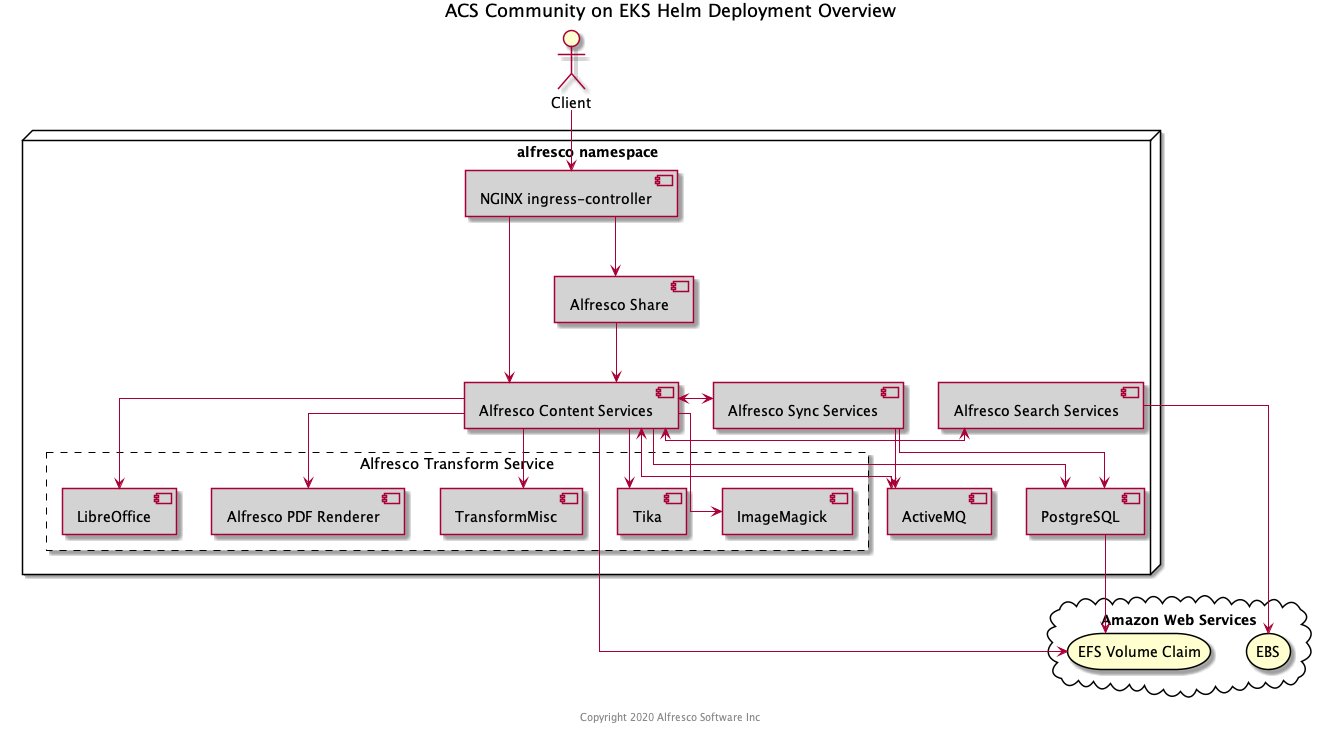 ACS Community on EKS Helm Deployment Overview
Client
alfresco namespace
NGINX ingress-controller
Alfresco Share
Alfresco Content Services
Alfresco Sync Services
Alfresco Search Services
Alfresco Transform Service
LibreOffice
Alfresco PDF Renderer
TransformMisc
Tika
ImageMagick
ActiveMQ
PostgreSQL
Amazon Web Services
EFS Volume Claim
EBS
Copyright 2020 Alfresco Software Inc